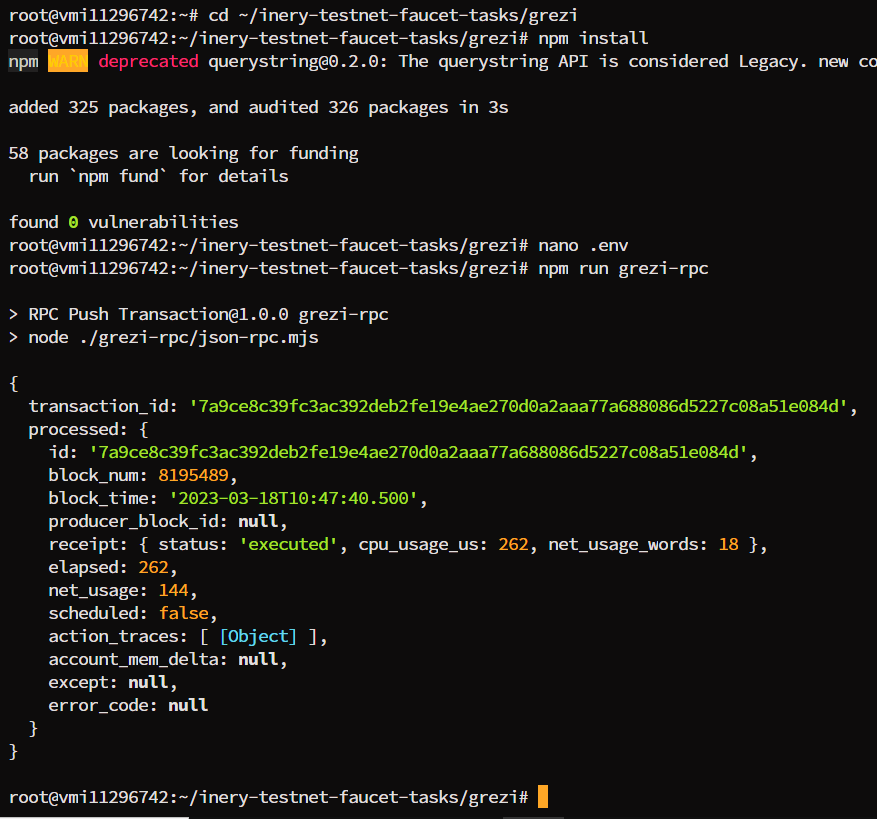 root@vmi11296742:~# cd ~/inery-testnet-faucet-tasks/grezi
root@vmi11296742:~/inery-testnet-faucet-tasks/grezi# npm install
npm WARN deprecated querystring@0.2.0: The querystring API is considered Legacy. new co
added 325 packages, and audited 326 packages in 3s
58 packages are looking for funding
  run `npm fund` for details
found 0 vulnerabilities
root@vmi11296742:~/inery-testnet-faucet-tasks/grezi# nano .env
root@vmi11296742:~/inery-testnet-faucet-tasks/grezi# npm run grezi-rpc
> RPC Push Transaction@1.0.0 grezi-rpc
> node ./grezi-rpc/json-rpc.mjs
{
  transaction_id: '7a9ce8c39fc3ac392deb2fe19e4ae270d0a2aaa77a688086d5227c08a51e084d',
  processed: {
    id: '7a9ce8c39fc3ac392deb2fe19e4ae270d0a2aaa77a688086d5227c08a51e084d',
    block_num: 8195489,
    block_time: '2023-03-18T10:47:40.500',
    producer_block_id: null,
    receipt: { status: 'executed', cpu_usage_us: 262, net_usage_words: 18 },
    elapsed: 262,
    net_usage: 144,
    scheduled: false,
    action_traces: [ [Object] ],
    account_mem_delta: null,
    except: null,
    error_code: null
  }
}
root@vmi11296742:~/inery-testnet-faucet-tasks/grezi#